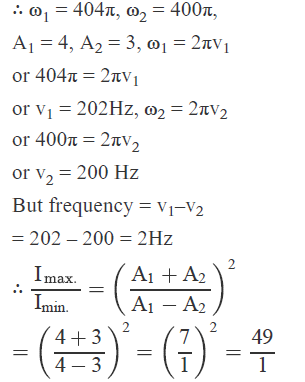 ∴ ω₁ = 404π, ω₂ = 400π,
A₁ = 4, A₂ = 3, ω₁ = 2πv₁
or 404π = 2πv₁
or v₁ = 202Hz, ω₂ = 2πv₂
or 400π = 2πv₂
or v₂ = 200 Hz
But frequency = v₁–v₂
= 202 – 200 = 2Hz
∴ I max. / I min. = ( A₁ + A₂ / A₁ − A₂ )²
= ( 4 + 3 / 4 − 3 )² = ( 7 / 1 )² = 49 / 1